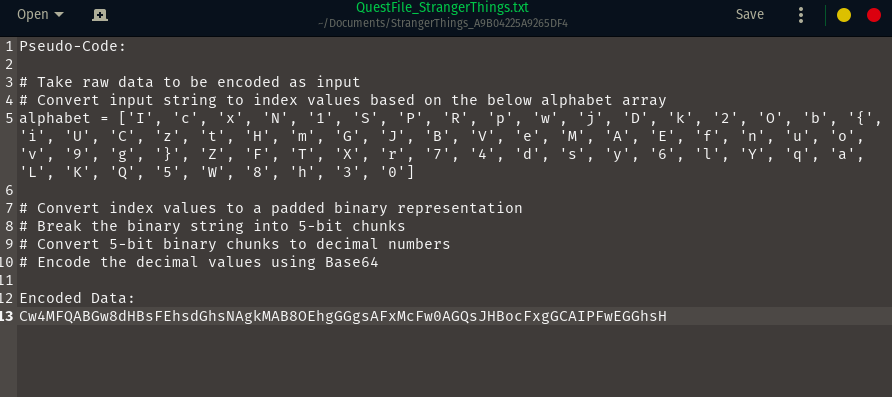 Open
QuestFile_StrangerThings.txt
~/Documents/StrangerThings_A9B04225A9265DF4
Save
1 Pseudo-Code:
2
3 # Take raw data to be encoded as input
4 # Convert input string to index values based on the below alphabet array
5 alphabet = ['I', 'c', 'x', 'N', '1', 'S', 'P', 'R', 'p', 'w', 'j', 'D', 'k', '2', 'O', 'b', '{',
'i', 'U', 'C', 'z', 't', 'H', 'm', 'G', 'J', 'B', 'V', 'e', 'M', 'A', 'E', 'f', 'n', 'u', 'o',
'v', '9', 'g', '}', 'Z', 'F', 'T', 'X', 'r', '7', '4', 'd', 's', 'y', '6', 'l', 'Y', 'q', 'a',
'L', 'K', 'Q', '5', 'W', '8', 'h', '3', '0']
6
7 # Convert index values to a padded binary representation
8 # Break the binary string into 5-bit chunks
9 # Convert 5-bit binary chunks to decimal numbers
10 # Encode the decimal values using Base64
11
12 Encoded Data:
13 Cw4MFQABGw8dHBsFEhsdGhsNAgkMAB8OEhgGGgsAFxMcFw0AGQsJHBocFxgGCAIPFwEGGhsH